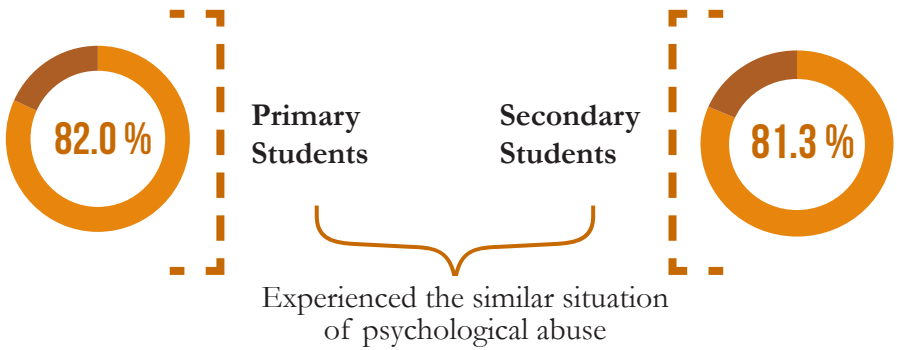 82.0 %
Primary
Students
Secondary
Students
81.3 %
Experienced the similar situation
of psychological abuse